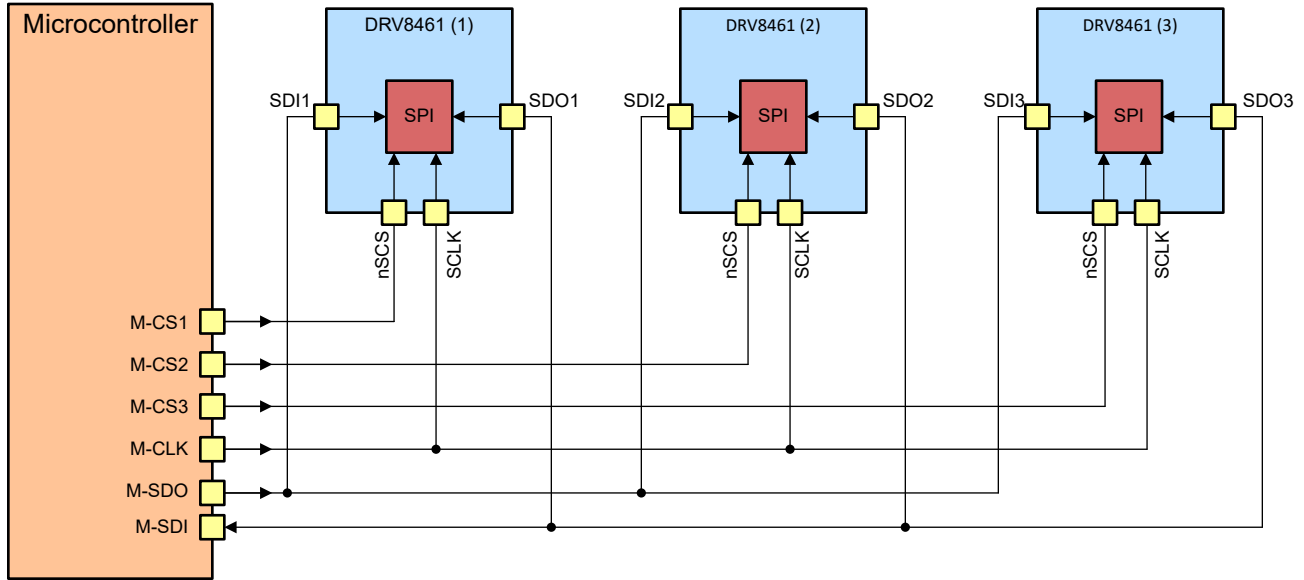 Microcontroller
DRV8461 (1)
DRV8461 (2)
DRV8461 (3)
SDI1
SPI
SDO1
SDI2
SPI
SDO2
SDI3
SPI
SDO3
nSCS
SCLK
nSCS
SCLK
nSCS
SCLK
M-CS1
M-CS2
M-CS3
M-CLK
M-SDO
M-SDI